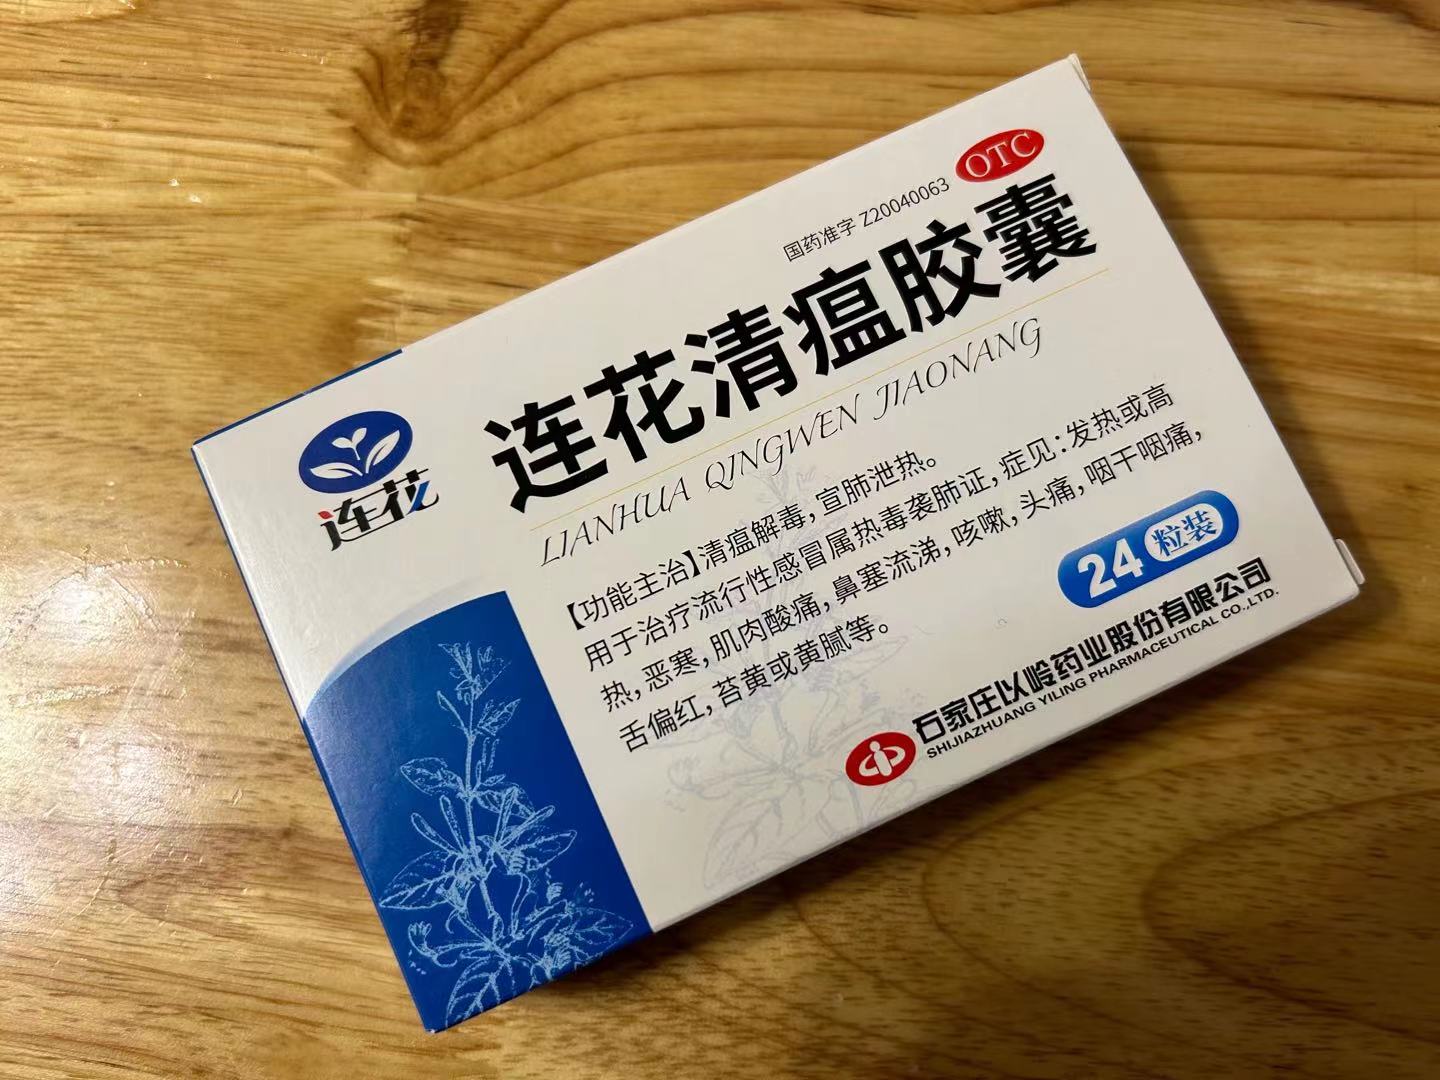 OTC
国药准字 Z20040063
连花清瘟胶囊
LIANHUA QINGWEN JIAONANG
连花
【功能主治】清瘟解毒，宣肺泄热。
用于治疗流行性感冒属热毒袭肺证，症见：发热或高
热，恶寒，肌肉酸痛，鼻塞流涕，咳嗽，头痛，咽干咽痛，
舌偏红，苔黄或黄腻等。
24粒装
石家庄以岭药业股份有限公司
SHIJIAZHUANG YILING PHARMACEUTICAL CO.,LTD.